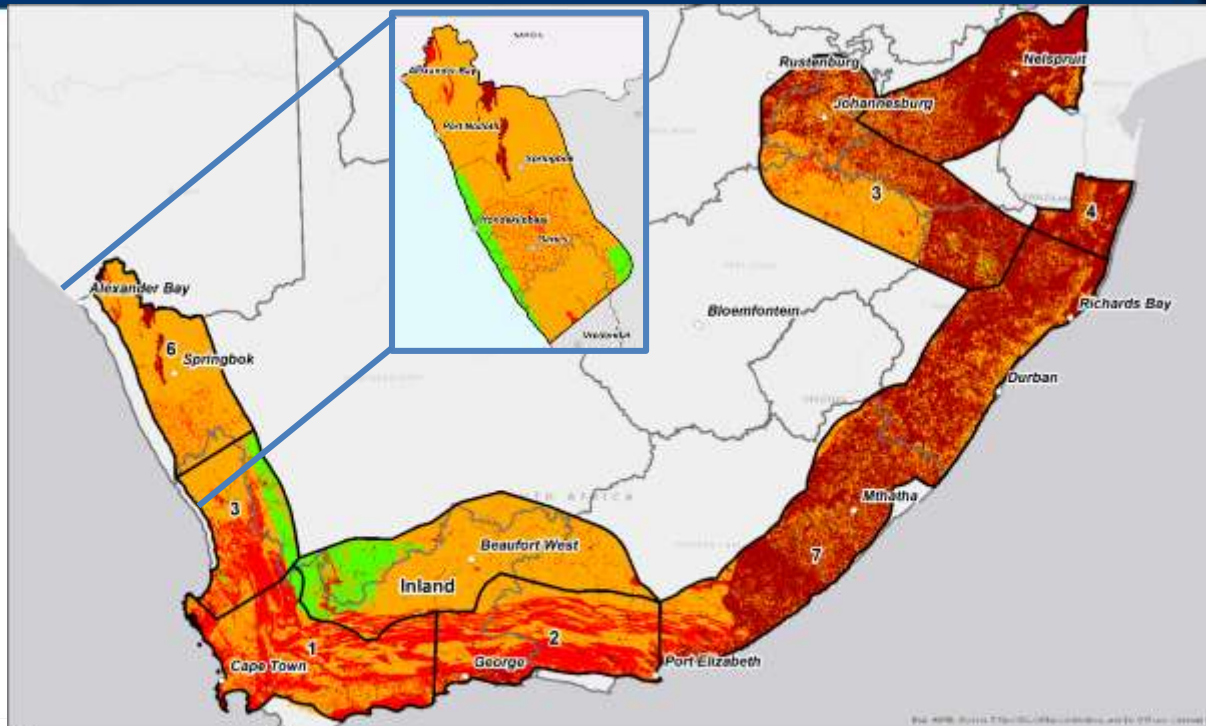 Alexander Bay
Port Nolloth
Springbok
Vredendal
Rustenburg
Nelspruit
Johannesburg
3
4
Bloemfontein
Richards Bay
Durban
Alexander Bay
6
Springbok
3
Mthatha
Beaufort West
7
Inland
1
2
Cape Town
George
Port Elizabeth